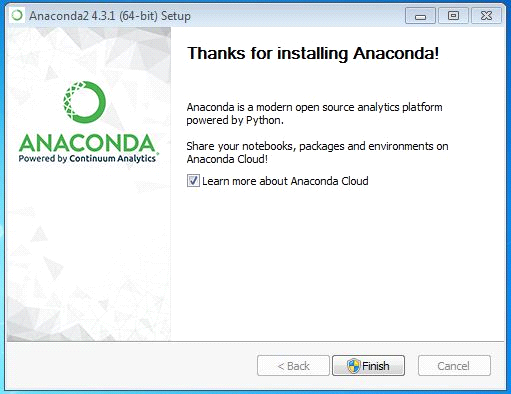 Anaconda2 4.3.1 (64-bit) Setup
Thanks for installing Anaconda!
ANACONDA
Powered by Continuum Analytics
Anaconda is a modern open source analytics platform
powered by Python.
Share your notebooks, packages and environments on
Anaconda Cloud!
Learn more about Anaconda Cloud
< Back
Finish
Cancel